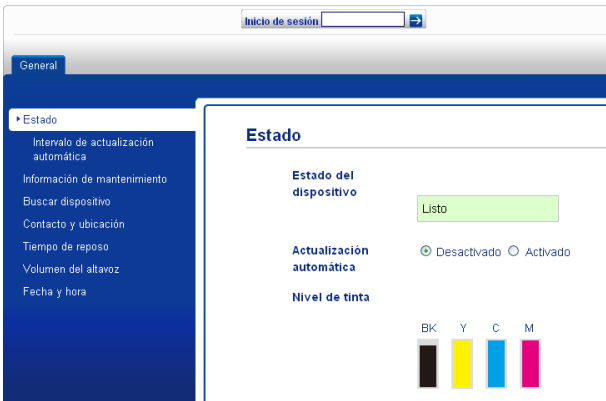 Inicio de sesión
General
Estado
Intervalo de actualización
automática
Información de mantenimiento
Buscar dispositivo
Contacto y ubicación
Tiempo de reposo
Volumen del altavoz
Fecha y hora
Estado
Estado del
dispositivo
Listo
Actualización
automática
Desactivado Activado
Nivel de tinta
BK Y C M